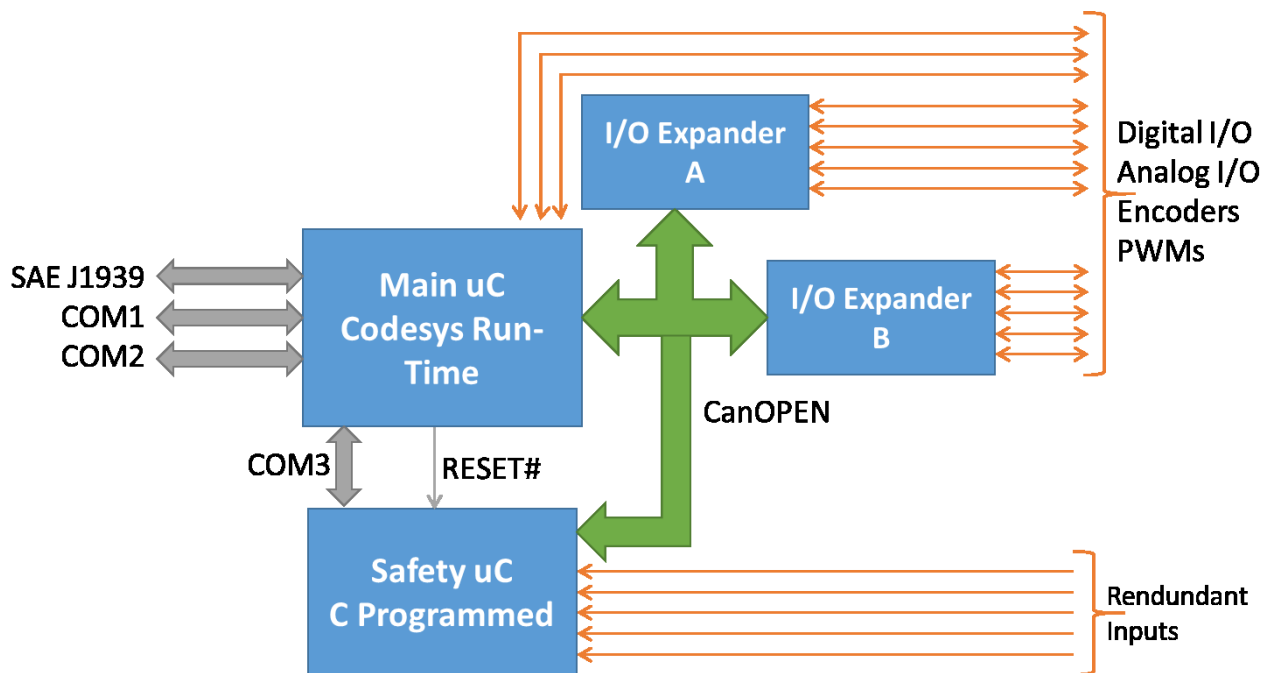 I/O Expander
A
Digital I/O
Analog I/O
Encoders
PWMs
SAE J1939
COM1
COM2
Main uC
Codesys Run-
Time
I/O Expander
B
CanOPEN
COM3
RESET#
Safety uC
C Programmed
Rendundant
Inputs